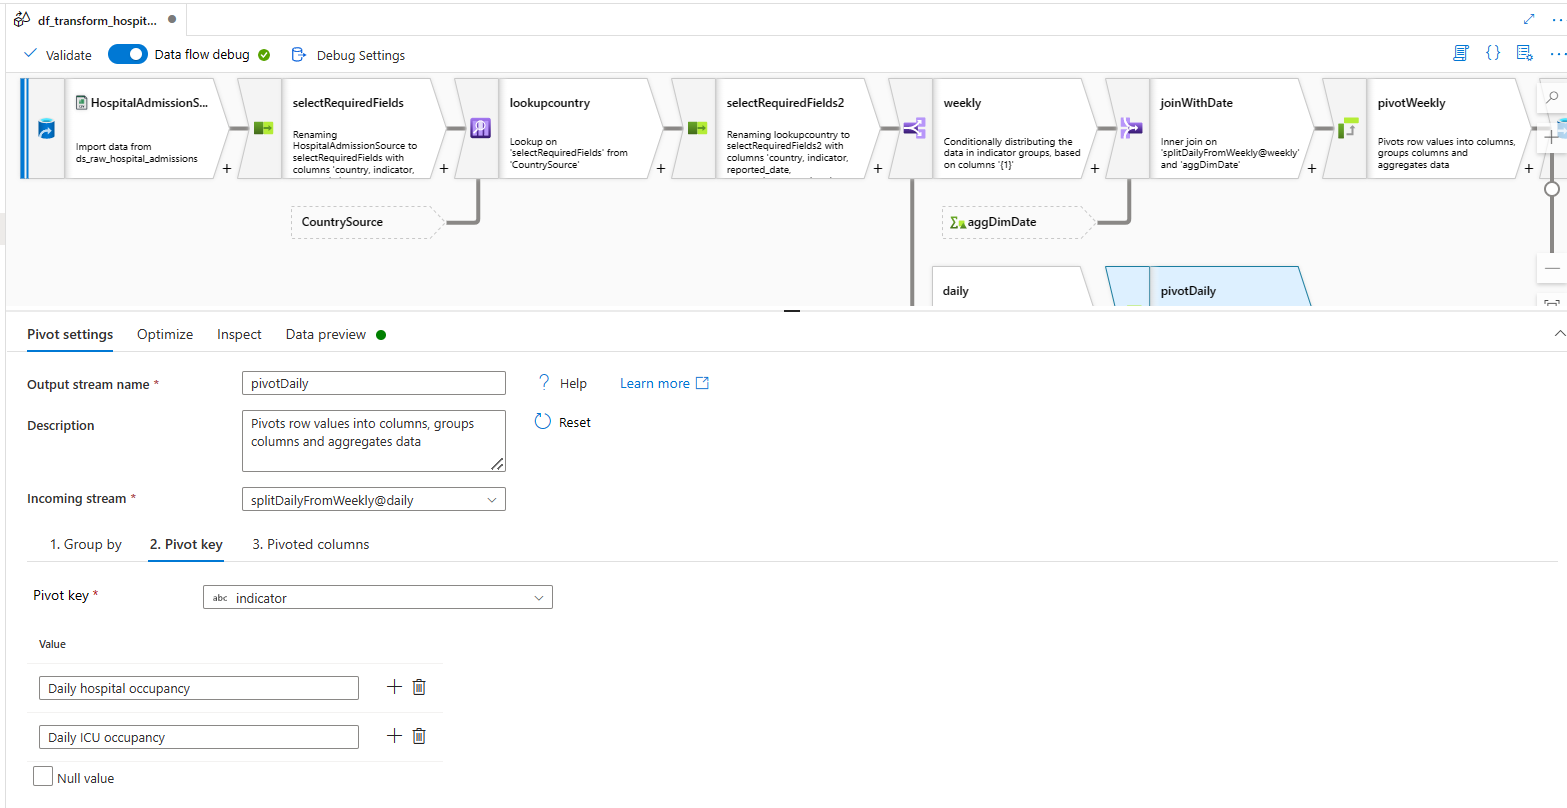 df_transform_hospit...
Validate
Data flow debug
Debug Settings
HospitalAdmissionS...
Import data from
ds_raw_hospital_admissions
selectRequiredFields
Renaming
HospitalAdmissionSource to
selectRequiredFields with
columns 'country, indicator,
lookupcountry
Lookup on
'selectRequiredFields' from
'CountrySource'
selectRequiredFields2
Renaming lookupcountry to
selectRequiredFields2 with
columns 'country, indicator,
reported_date,
weekly
Conditionally distributing the
data in indicator groups, based
on columns '{1}'
joinWithDate
Inner join on
'splitDailyFromWeekly@weekly'
and 'aggDimDate'
pivotWeekly
Pivots row values into columns,
groups columns and
aggregates data
CountrySource
aggDimDate
daily
pivotDaily
Pivot settings
Optimize
Inspect
Data preview
Output stream name *
pivotDaily
Help
Learn more
Description
Pivots row values into columns, groups
columns and aggregates data
Reset
Incoming stream *
splitDailyFromWeekly@daily
1. Group by
2. Pivot key
3. Pivoted columns
Pivot key *
abc indicator
Value
Daily hospital occupancy
Daily ICU occupancy
Null value